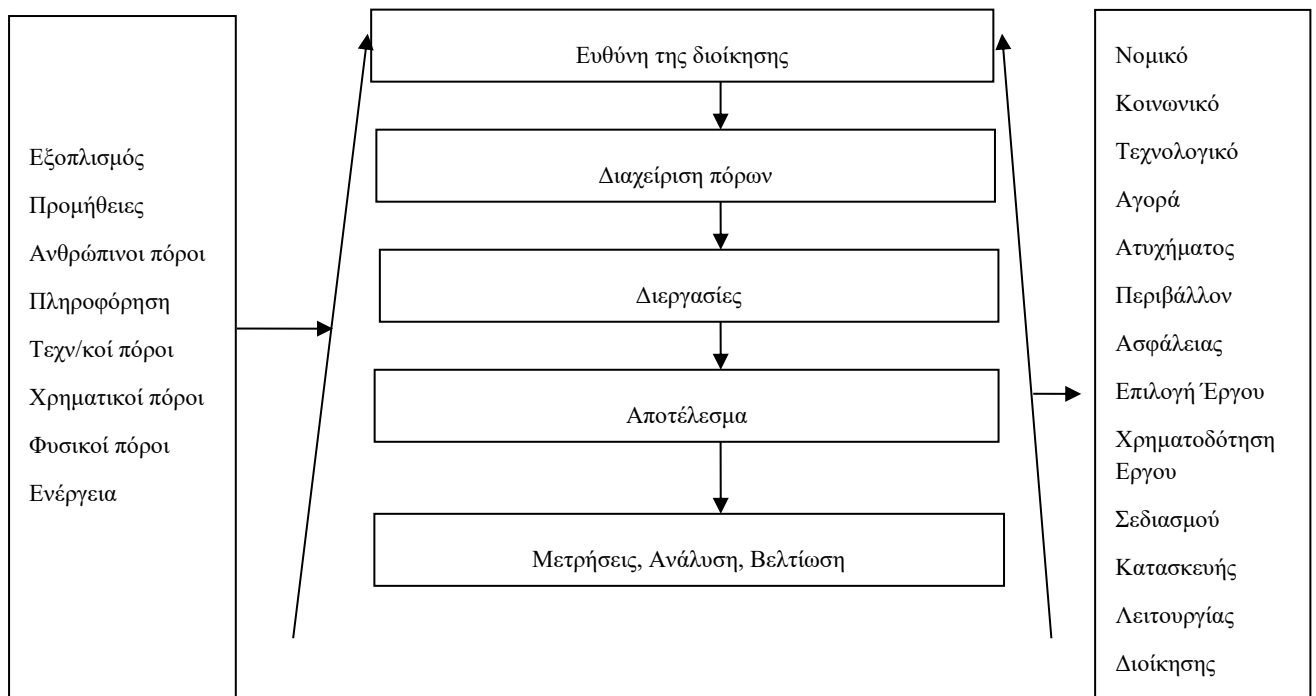 Εξοπλισμός
Προμήθειες
Ανθρώπινοι πόροι
Πληροφόρηση
Τεχν/κοί πόροι
Χρηματικοί πόροι
Φυσικοί πόροι
Ενέργεια
Ευθύνη της διοίκησης
Διαχείριση πόρων
Διεργασίες
Αποτέλεσμα
Μετρήσεις, Ανάλυση, Βελτίωση
Νομικό
Κοινωνικό
Τεχνολογικό
Αγορά
Ατυχήματος
Περιβάλλον
Ασφάλειας
Επιλογή Έργου
Χρηματοδότηση
Εργου
Σεδιασμού
Κατασκευής
Λειτουργίας
Διοίκησης